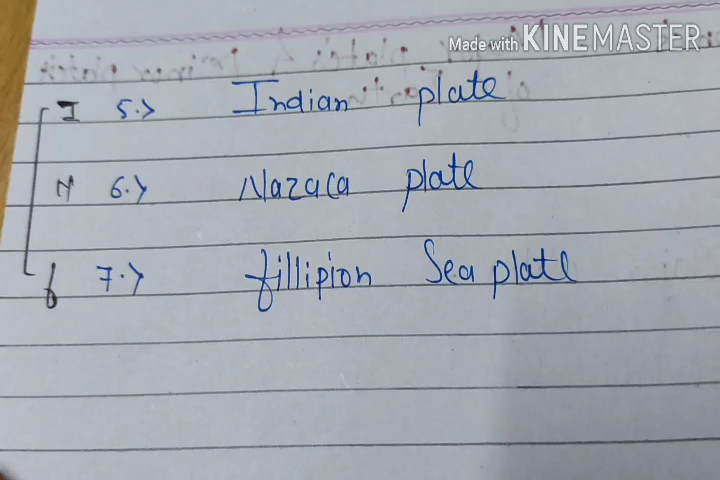 Made with KINEMASTER
I 5.> Indian plate
N 6.> Nazaca plate
f 7.> fillipion Sea plate